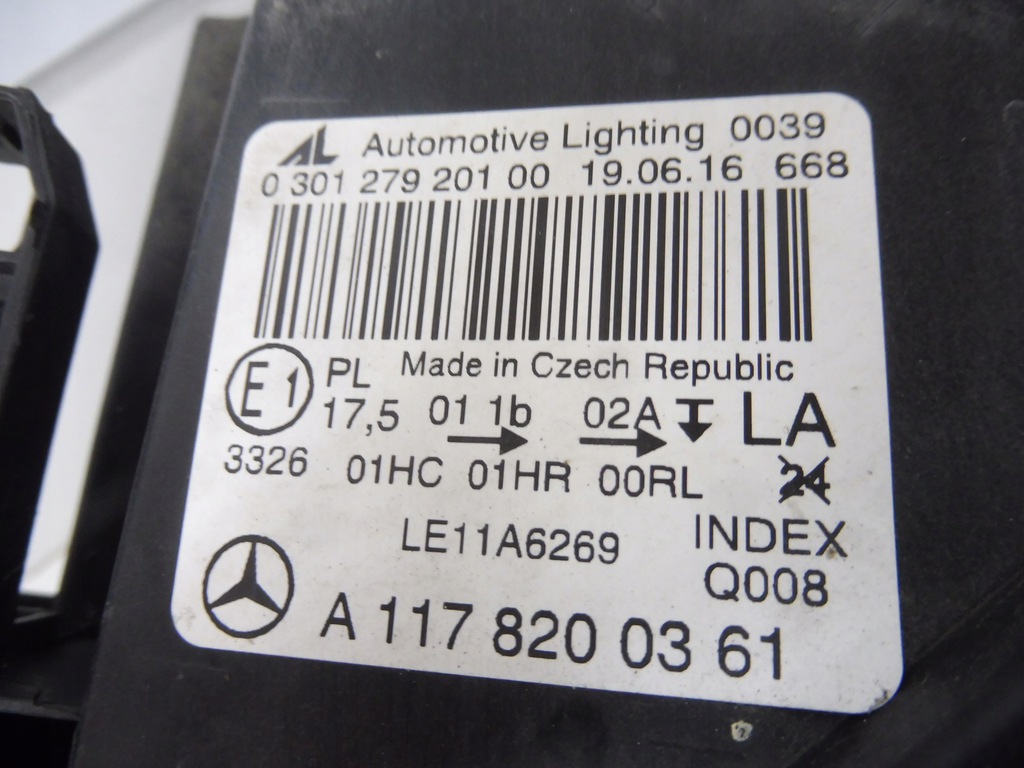 AL Automotive Lighting 0039
0 301 279 201 00 19.06.16 668
E1 PL Made in Czech Republic
17,5 01 1b 02A LA
3326 01HC 01HR 00RL 24
LE11A6269 INDEX
Q008
A 117 820 03 61